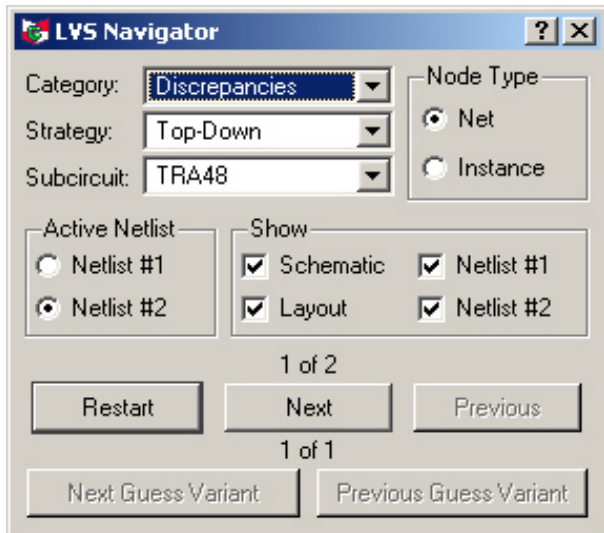 LVS Navigator
Category: Discrepancies
Node Type
Strategy: Top-Down
Net
Subcircuit: TRA48
Instance
Active Netlist
Show
Netlist #1
Schematic
Netlist #1
Netlist #2
Layout
Netlist #2
1 of 2
Restart
Next
Previous
1 of 1
Next Guess Variant
Previous Guess Variant